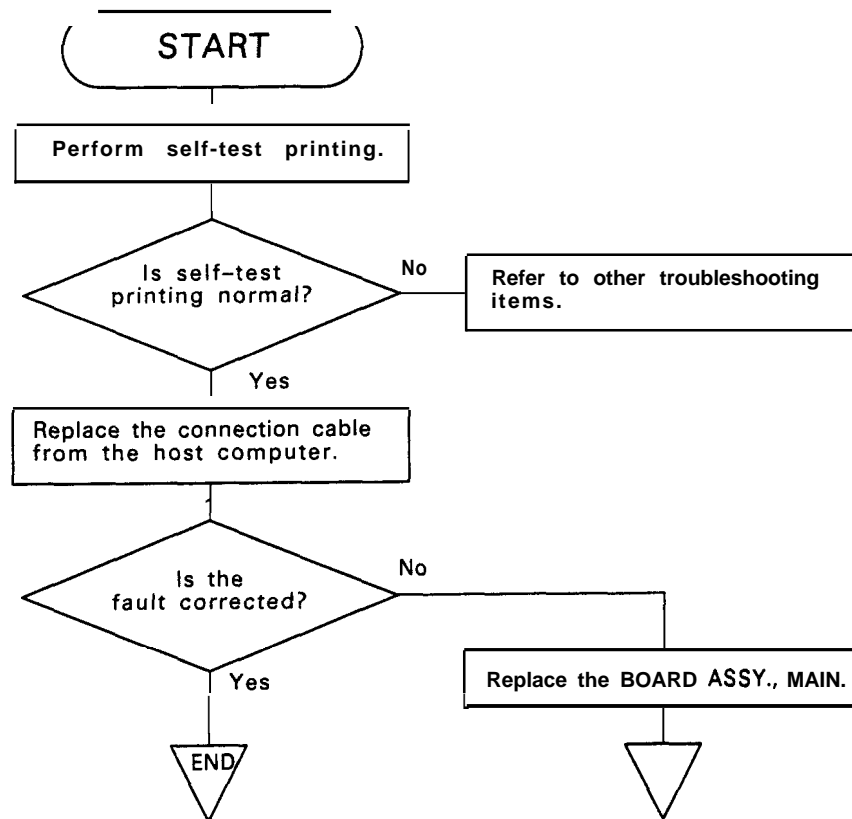 START
Perform self-test printing.
Is self-test
printing normal?
No
Refer to other troubleshooting
items.
Yes
Replace the connection cable
from the host computer.
Is the
fault corrected?
No
Yes
Replace the BOARD ASSY., MAIN.
END